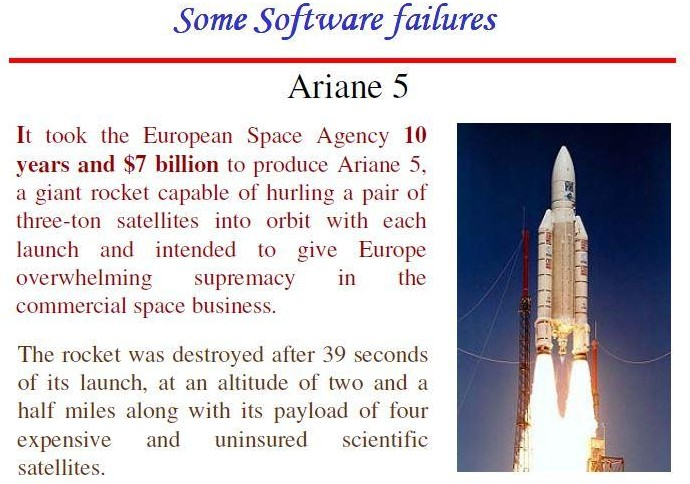 Some Software failures
Ariane 5
It took the European Space Agency 10
years and $7 billion to produce Ariane 5,
a giant rocket capable of hurling a pair of
three-ton satellites into orbit with each
launch and intended to give Europe
overwhelming supremacy in the
commercial space business.
The rocket was destroyed after 39 seconds
of its launch, at an altitude of two and a
half miles along with its payload of four
expensive and uninsured scientific
satellites.